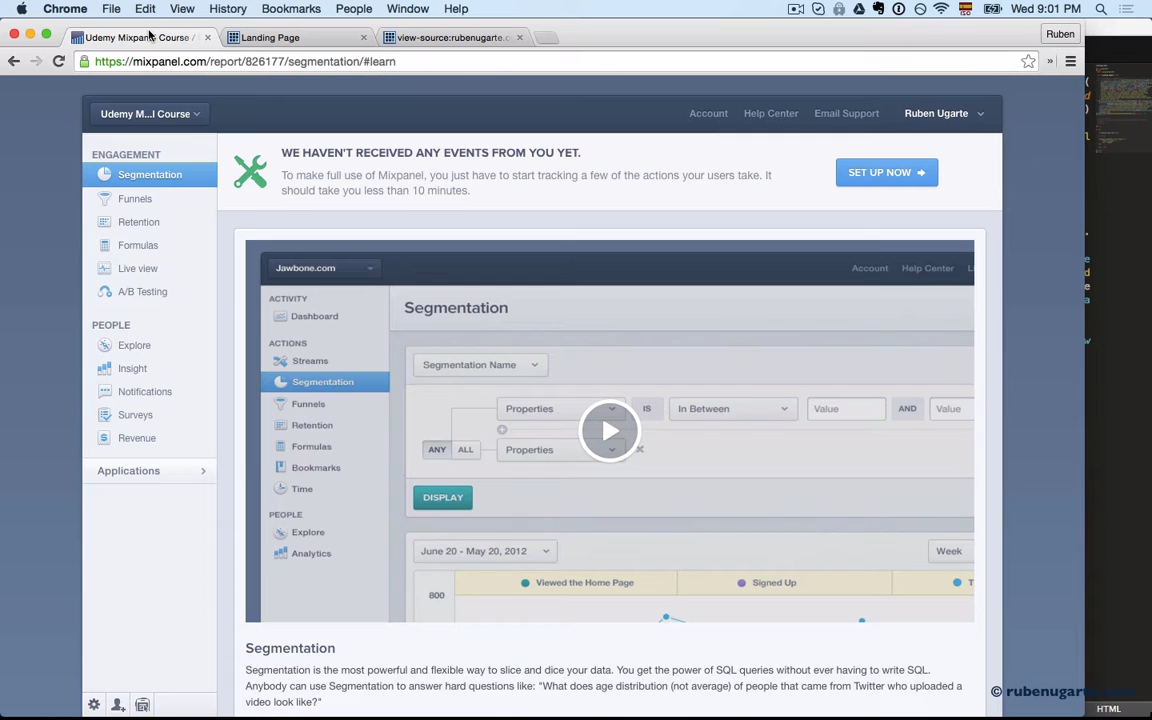 Chrome File Edit View History Bookmarks People Window Help Wed 9:01 PM
Udemy Mixpanel Course / Landing Page view-source:rubenugarte.c Ruben
https://mixpanel.com/report/826177/segmentation/#learn »
Udemy M...l Course Account Help Center Email Support Ruben Ugarte
ENGAGEMENT
Segmentation
Funnels
Retention
Formulas
Live view
A/B Testing
PEOPLE
Explore
Insight
Notifications
Surveys
Revenue
Applications
WE HAVEN'T RECEIVED ANY EVENTS FROM YOU YET.
To make full use of Mixpanel, you just have to start tracking a few of the actions your users take. It
should take you less than 10 minutes.
SET UP NOW
Jawbone.com Account Help Center
ACTIVITY
Dashboard
ACTIONS
Streams
Segmentation
Funnels
Retention
Formulas
Bookmarks
Time
PEOPLE
Explore
Analytics
Segmentation
Segmentation Name
Properties IS In Between Value AND Value
ANY ALL Properties
DISPLAY
June 20 - May 20, 2012 Week
Viewed the Home Page Signed Up
800
Segmentation
Segmentation is the most powerful and flexible way to slice and dice your data. You get the power of SQL queries without ever having to write SQL.
Anybody can use Segmentation to answer hard questions like: "What does age distribution (not average) of people that came from Twitter who uploaded a
video look like?"
© rubenugarte.com
HTML